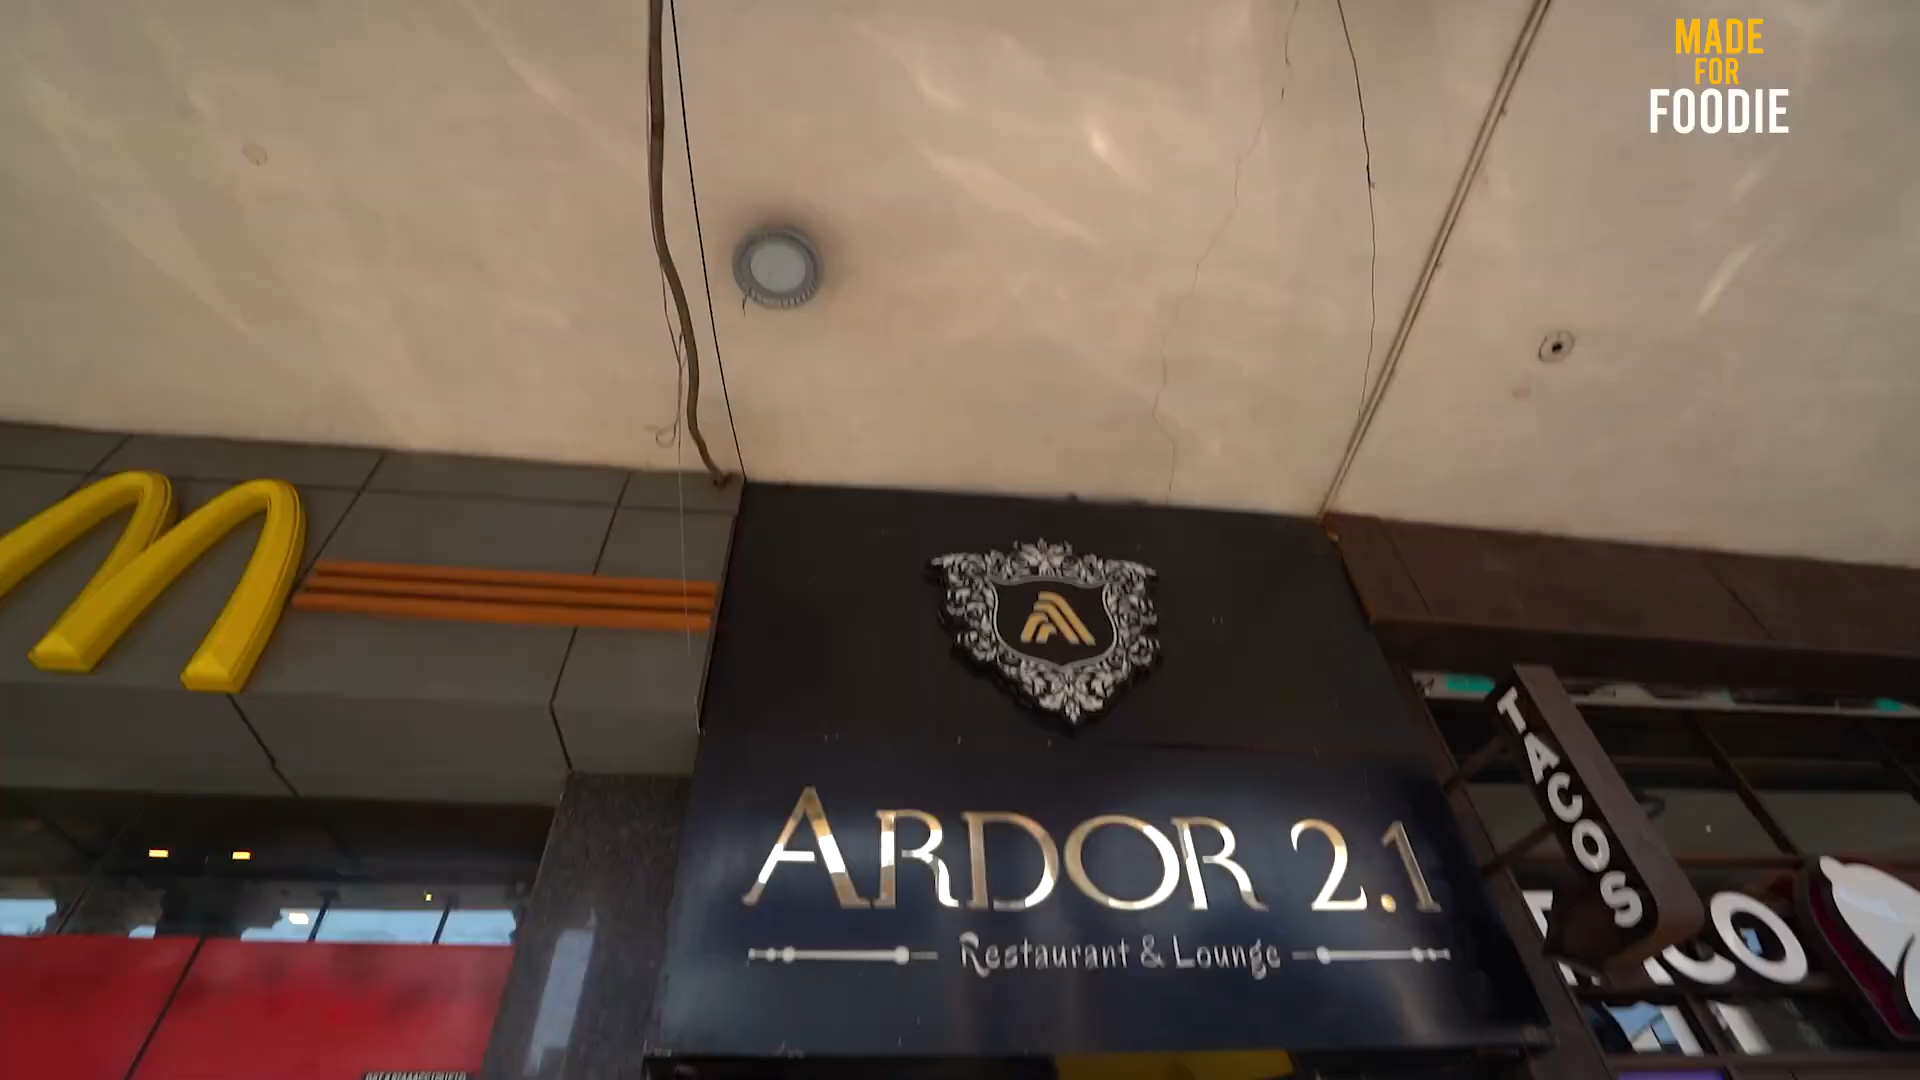 MADE
FOR
FOODIE
ARDOR 2.1
Restaurant & Lounge
TACOS